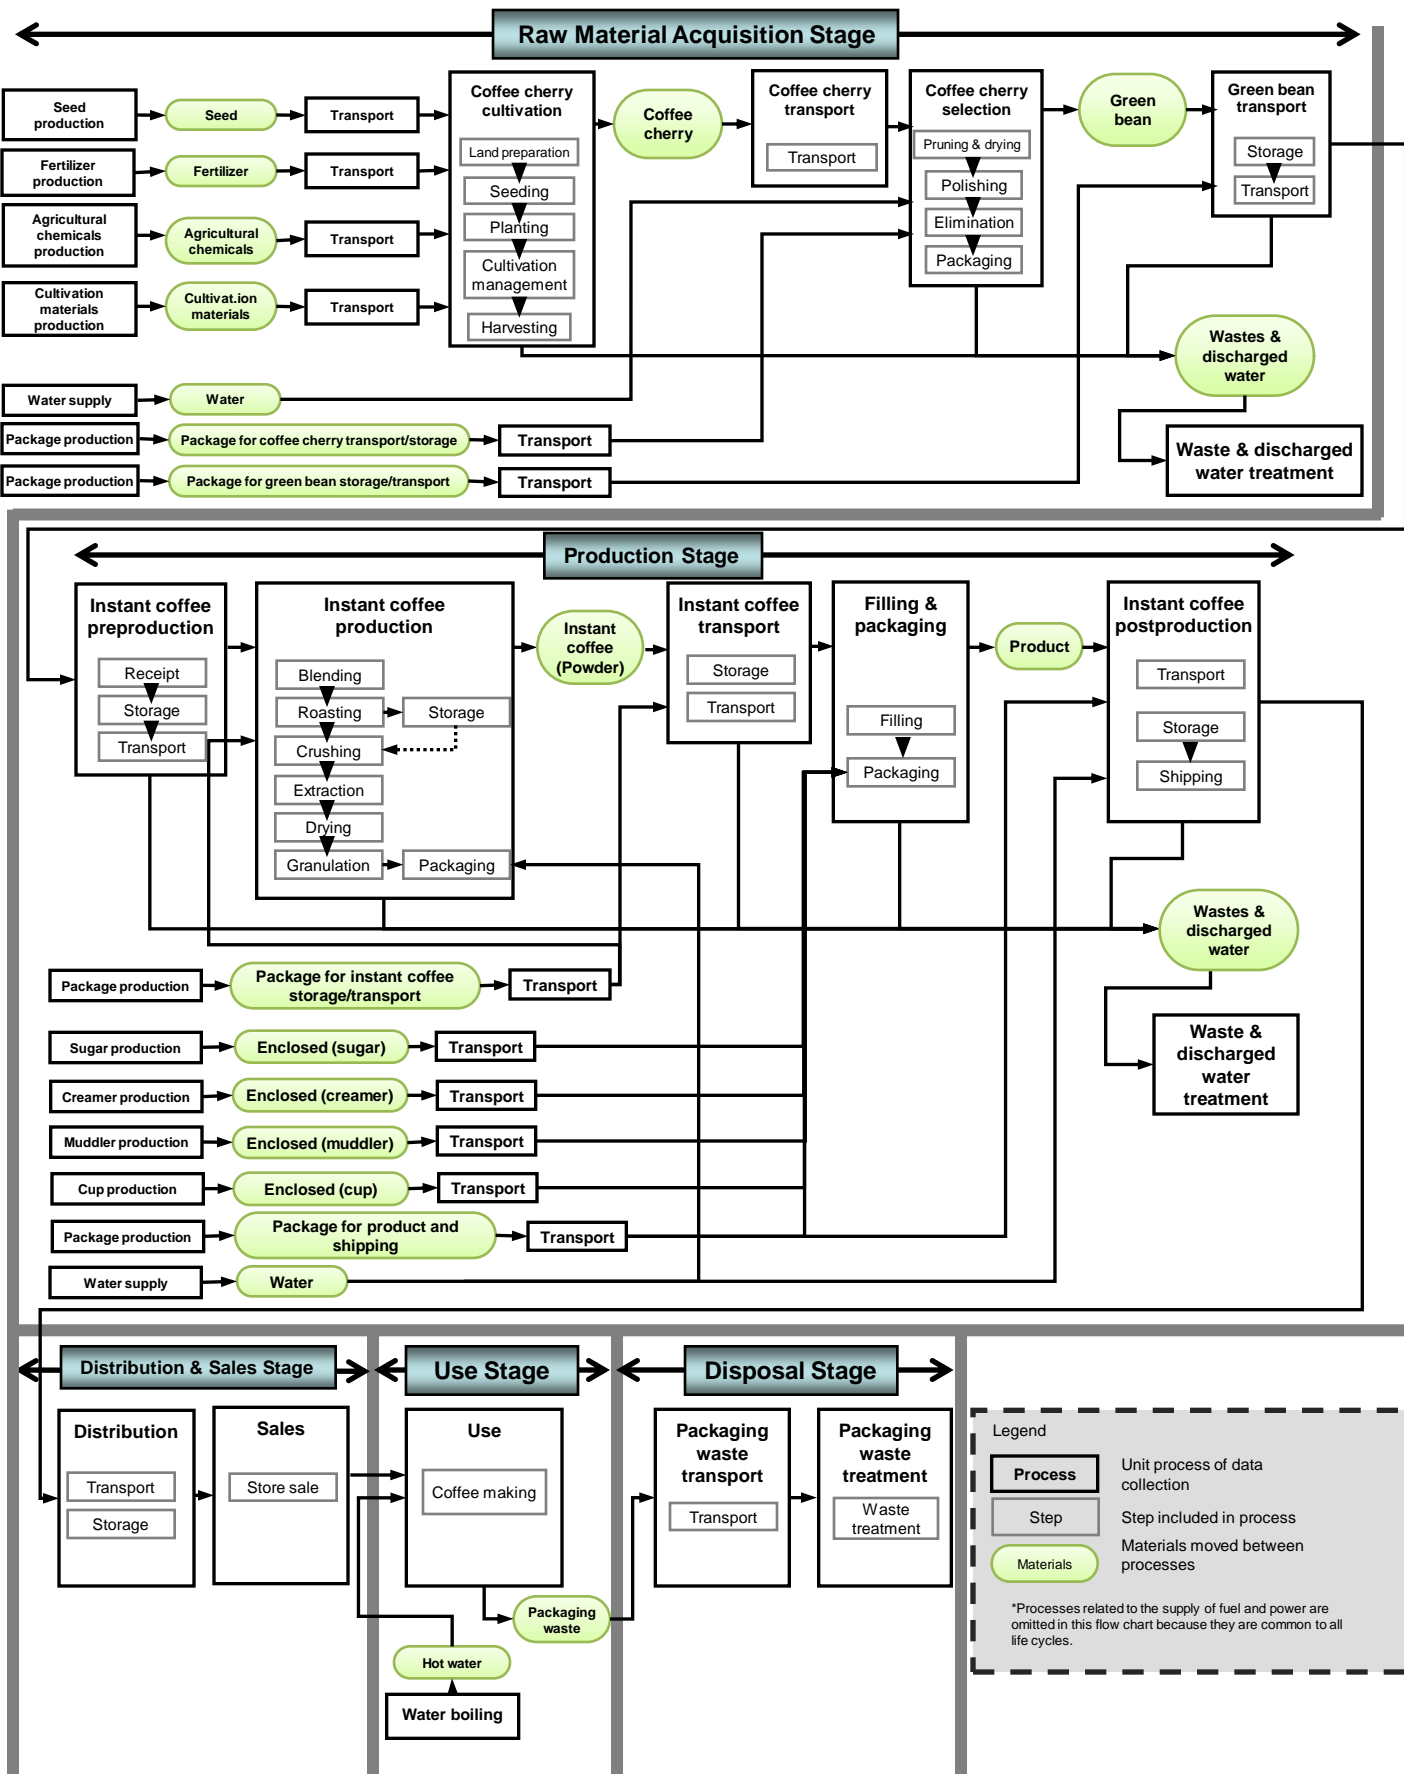 Raw Material Acquisition Stage
Seed
production
Seed
Transport
Fertilizer
production
Fertilizer
Transport
Agricultural
chemicals
production
Agricultural
chemicals
Transport
Cultivation
materials
production
Cultivat.ion
materials
Transport
Coffee cherry
cultivation
Land preparation
Seeding
Planting
Cultivation
management
Harvesting
Coffee
cherry
Coffee cherry
transport
Transport
Coffee cherry
selection
Pruning & drying
Polishing
Elimination
Packaging
Green
bean
Green bean
transport
Storage
Transport
Wastes &
discharged
water
Waste & discharged
water treatment
Water supply
Water
Package production
Package for coffee cherry transport/storage
Transport
Package production
Package for green bean storage/transport
Transport
Production Stage
Instant coffee
preproduction
Receipt
Storage
Transport
Instant coffee
production
Blending
Roasting
Storage
Crushing
Extraction
Drying
Granulation
Packaging
Instant
coffee
(Powder)
Instant coffee
transport
Storage
Transport
Filling &
packaging
Filling
Packaging
Product
Instant coffee
postproduction
Transport
Storage
Shipping
Wastes &
discharged
water
Waste &
discharged
water
treatment
Package production
Package for instant coffee
storage/transport
Transport
Sugar production
Enclosed (sugar)
Transport
Creamer production
Enclosed (creamer)
Transport
Muddler production
Enclosed (muddler)
Transport
Cup production
Enclosed (cup)
Transport
Package production
Package for product and
shipping
Transport
Water supply
Water
Distribution & Sales Stage
Distribution
Transport
Storage
Sales
Store sale
Use Stage
Use
Coffee making
Packaging
waste
Hot water
Water boiling
Disposal Stage
Packaging
waste
transport
Transport
Packaging
waste
treatment
Waste
treatment
Legend
Process
Unit process of data
collection
Step
Step included in process
Materials
Materials moved between
processes
*Processes related to the supply of fuel and power are
omitted in this flow chart because they are common to all
life cycles.